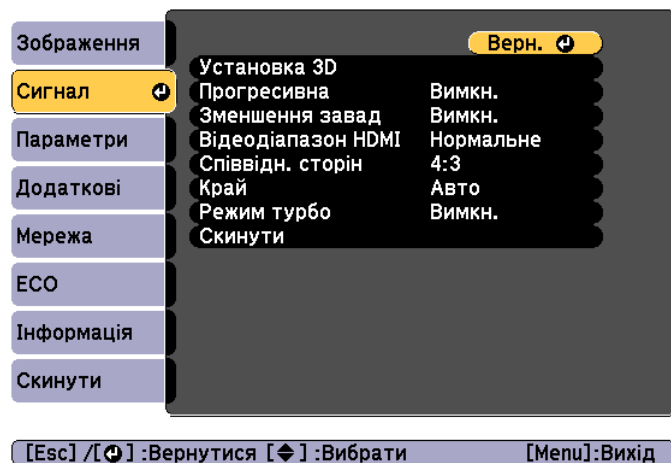 Зображення
Сигнал
Параметри
Додаткові
Мережа
ECO
Інформація
Скинути
Верн.
Установка 3D
Прогресивна Вимкн.
Зменшення завад Вимкн.
Відеодіапазон HDMI Нормальне
Співвідн. сторін 4:3
Край Авто
Режим турбо Вимкн.
Скинути
[Esc] /[⏎] :Вернутися [◆] :Вибрати [Menu]:Вихід